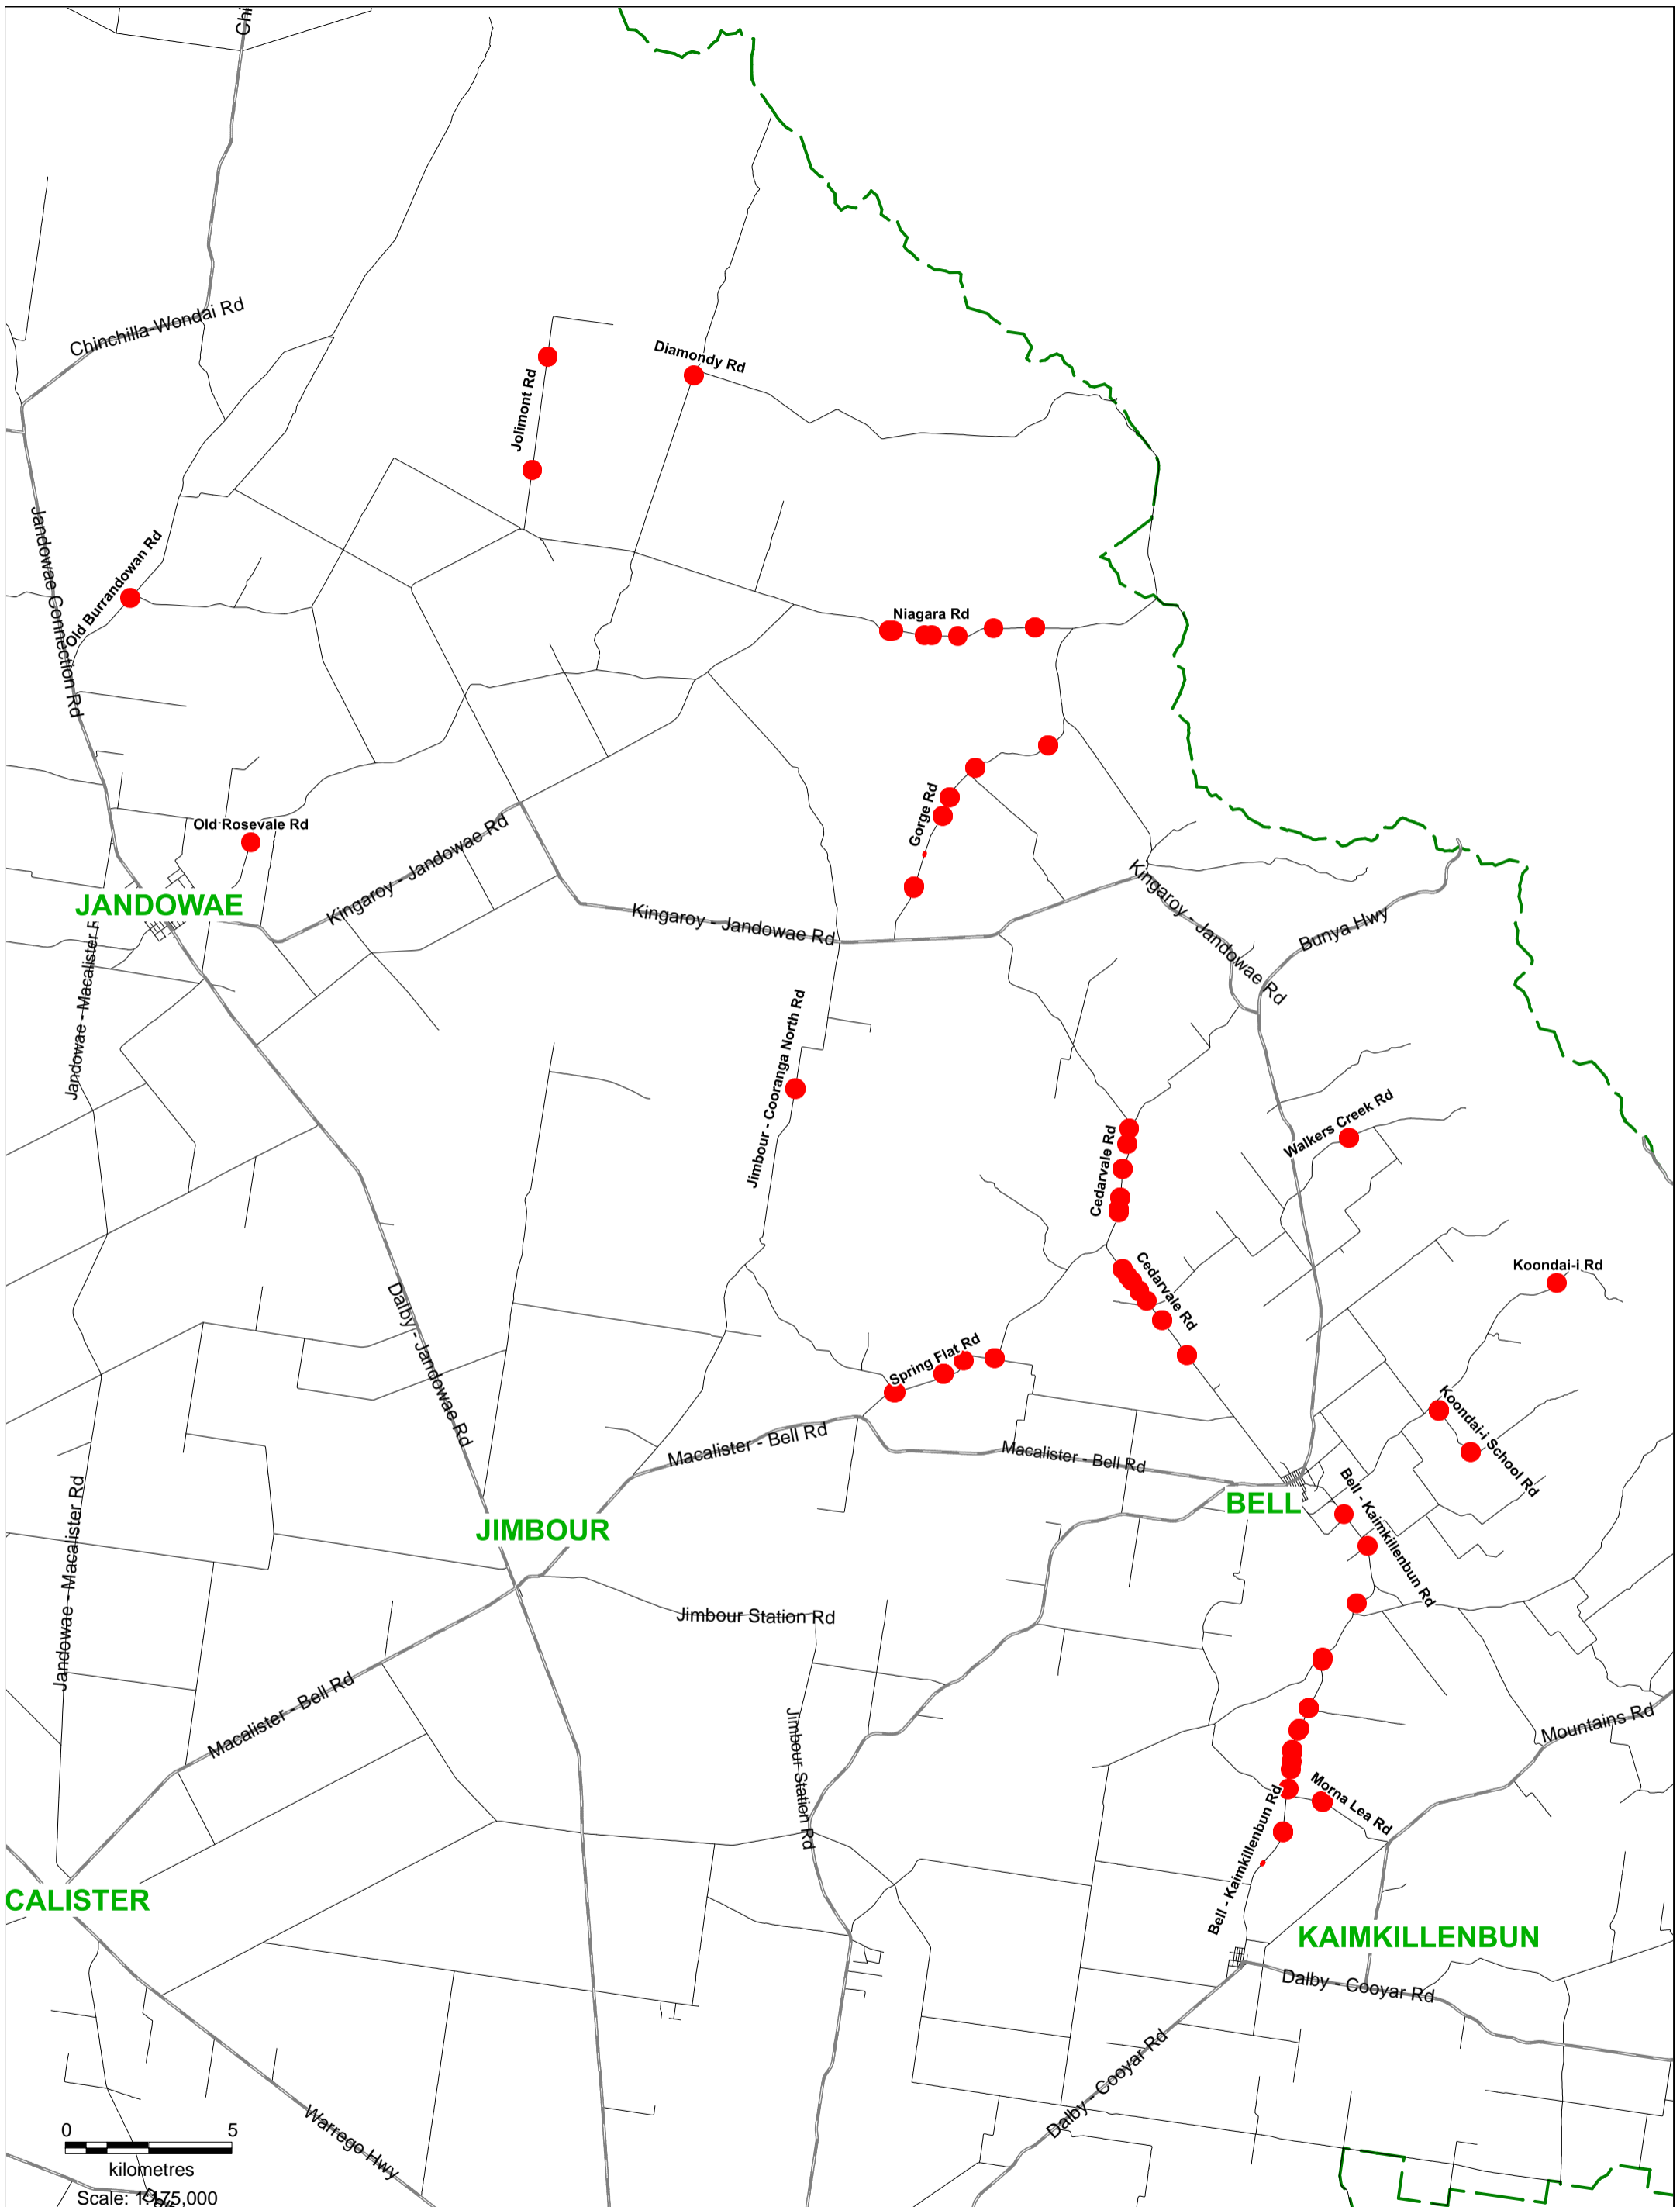 Chi
Chinchilla-Wondai Rd
Diamondy Rd
Jolimont Rd
Jandowae Connection Rd
Old Burrandowan Rd
Niagara Rd
Old Rosevale Rd
Gorge Rd
Kingaroy - Jandowae Rd
JANDOWAE
Kingaroy - Jandowae Rd
Kingaroy - Jandowae Rd
Bunya Hwy
Jandowae - Macalister R
Jimbour - Cooranga North Rd
Walkers Creek Rd
Cedarvale Rd
Cedarvale Rd
Koondai-i Rd
Dalby - Jandowae Rd
Spring Flat Rd
Koondai-i School Rd
Macalister - Bell Rd
Macalister - Bell Rd
BELL
Bell - Kaimkillenbun Rd
JIMBOUR
Jandowae - Macalister Rd
Jimbour Station Rd
Macalister - Bell Rd
Jimbour Station Rd
Mountains Rd
Morna Lea Rd
Bell - Kaimkillenbun Rd
CALISTER
KAIMKILLENBUN
Dalby - Cooyar Rd
Dalby - Cooyar Rd
Warrego Hwy
0 5
kilometres
Scale: 1:175,000